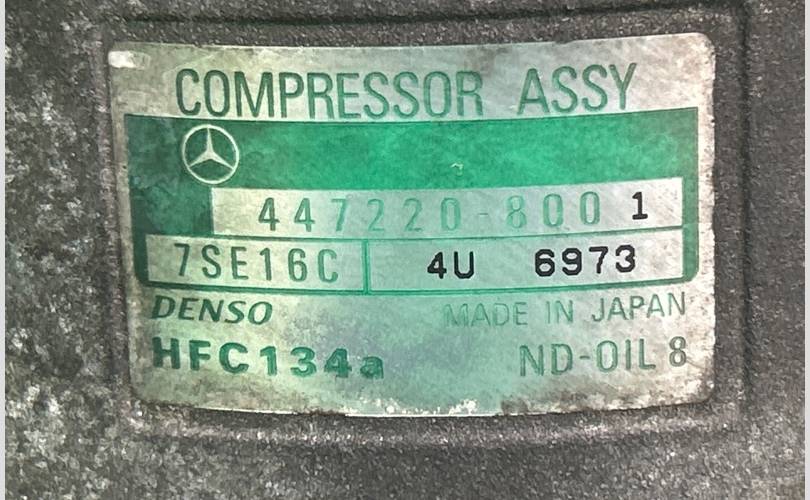 COMPRESSOR ASSY
447220-8001
7SE16C 4U 6973
DENSO MADE IN JAPAN
HFC134a ND-OIL 8